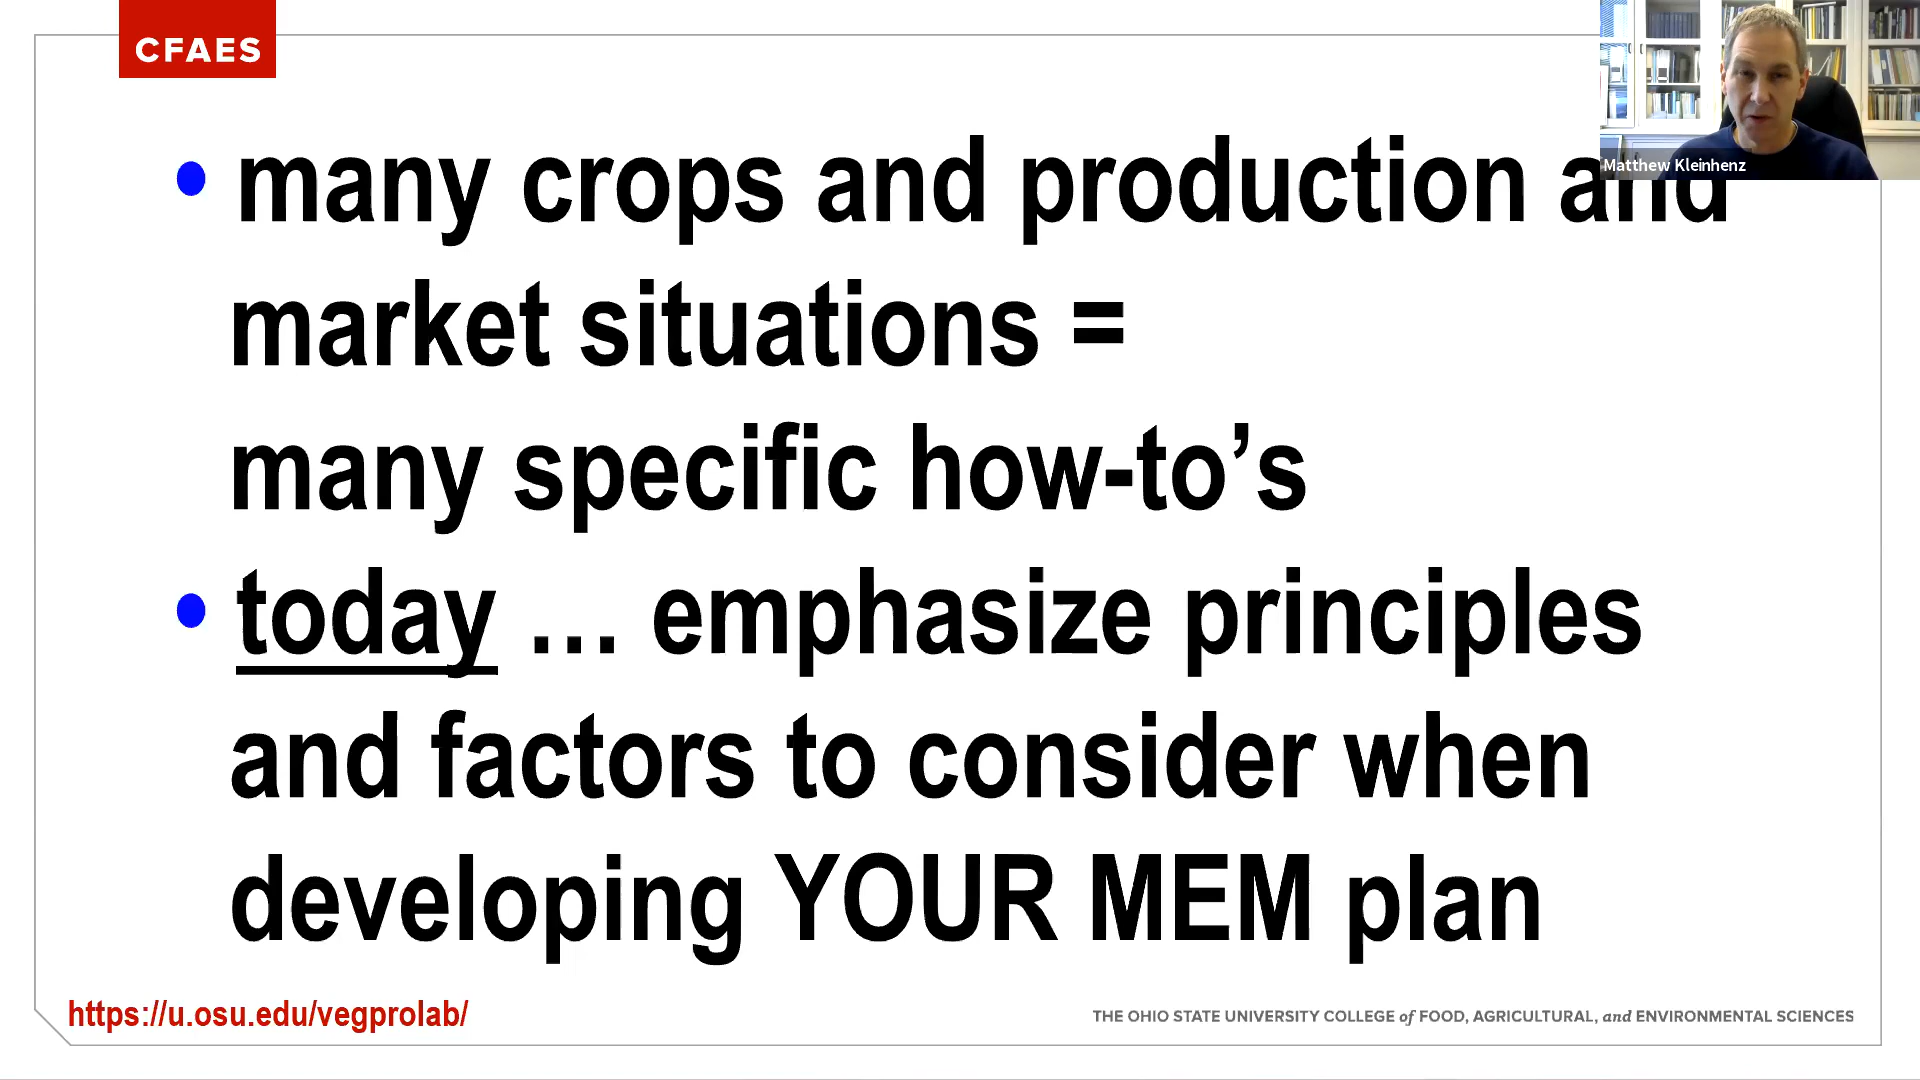 CFAES
Matthew Kleinhenz
• many crops and production and
market situations =
many specific how-to’s
• today … emphasize principles
and factors to consider when
developing YOUR MEM plan
https://u.osu.edu/vegprolab/
THE OHIO STATE UNIVERSITY COLLEGE of FOOD, AGRICULTURAL, and ENVIRONMENTAL SCIENCES